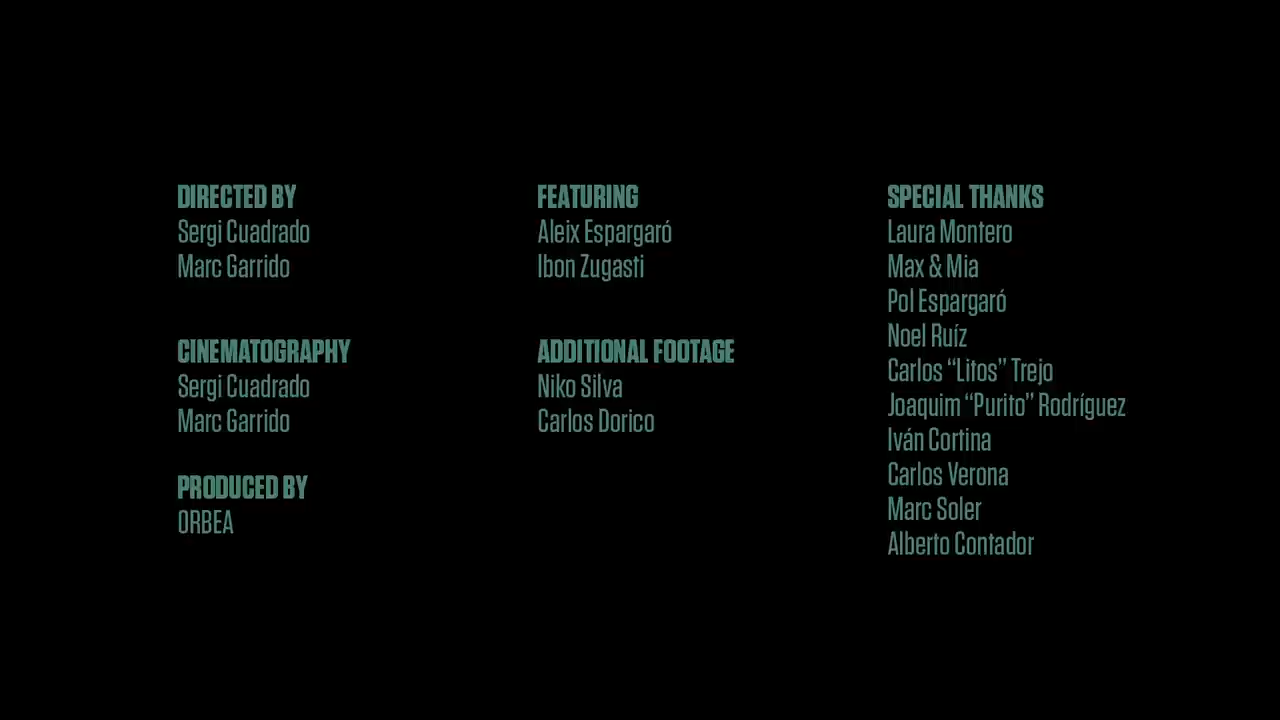 DIRECTED BY
Sergi Cuadrado
Marc Garrido
CINEMATOGRAPHY
Sergi Cuadrado
Marc Garrido
PRODUCED BY
ORBEA
FEATURING
Aleix Espargaró
Ibon Zugasti
ADDITIONAL FOOTAGE
Niko Silva
Carlos Dorico
SPECIAL THANKS
Laura Montero
Max & Mia
Pol Espargaró
Noel Ruíz
Carlos “Litos” Trejo
Joaquim “Purito” Rodríguez
Iván Cortina
Carlos Verona
Marc Soler
Alberto Contador